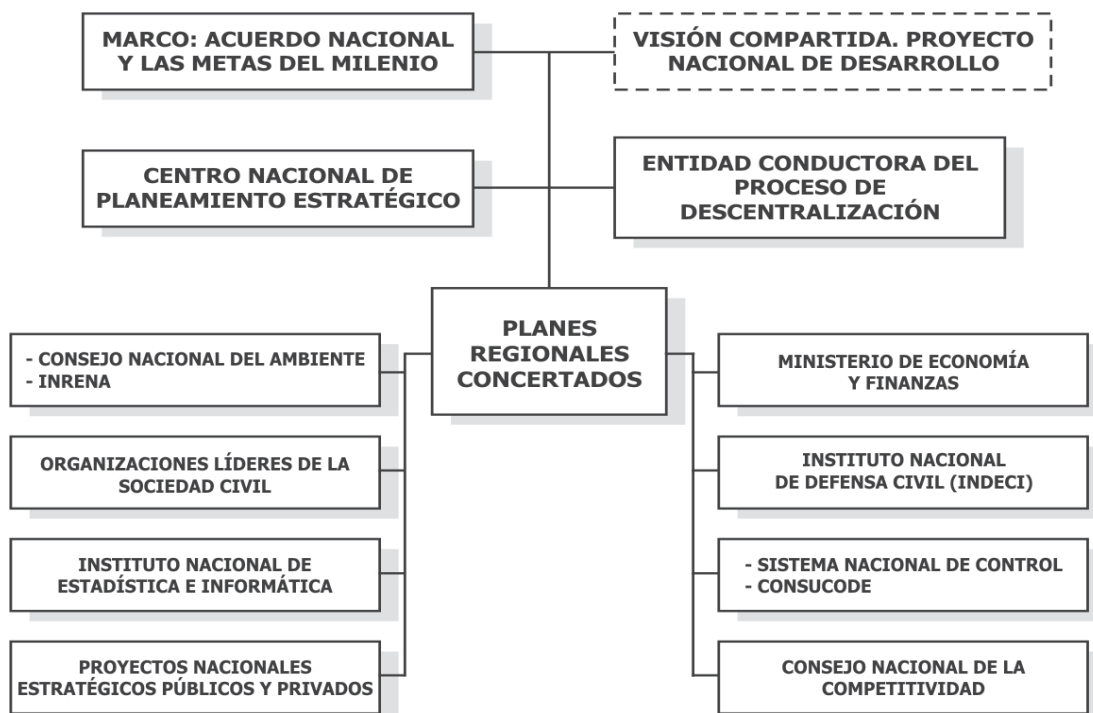 MARCO: ACUERDO NACIONAL
Y LAS METAS DEL MILENIO
VISIÓN COMPARTIDA. PROYECTO
NACIONAL DE DESARROLLO
CENTRO NACIONAL DE
PLANEAMIENTO ESTRATÉGICO
ENTIDAD CONDUCTORA DEL
PROCESO DE
DESCENTRALIZACIÓN
PLANES
REGIONALES
CONCERTADOS
- CONSEJO NACIONAL DEL AMBIENTE
- INRENA
ORGANIZACIONES LÍDERES DE LA
SOCIEDAD CIVIL
INSTITUTO NACIONAL DE
ESTADÍSTICA E INFORMÁTICA
PROYECTOS NACIONALES
ESTRATÉGICOS PÚBLICOS Y PRIVADOS
MINISTERIO DE ECONOMÍA
Y FINANZAS
INSTITUTO NACIONAL
DE DEFENSA CIVIL (INDECI)
- SISTEMA NACIONAL DE CONTROL
- CONSUCODE
CONSEJO NACIONAL DE LA
COMPETITIVIDAD